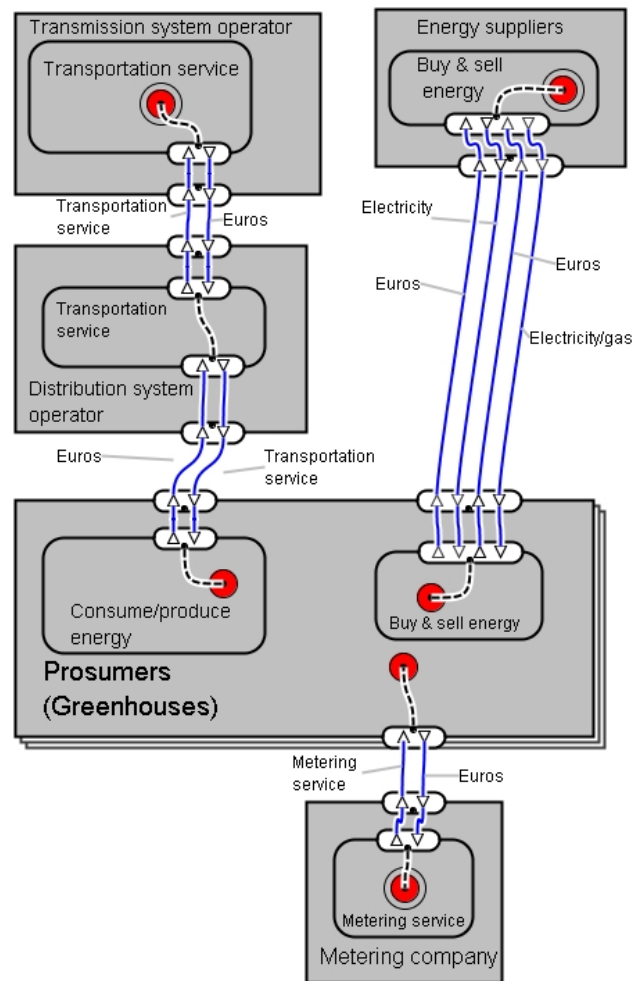 Transmission system operator
Transportation service
Energy suppliers
Buy & sell
energy
Transportation
service
Euros
Electricity
Euros
Euros
Electricity/gas
Transportation
service
Distribution system
operator
Euros
Transportation
service
Consume/produce
energy
Buy & sell energy
Prosumers
(Greenhouses)
Metering
service
Euros
Metering service
Metering company